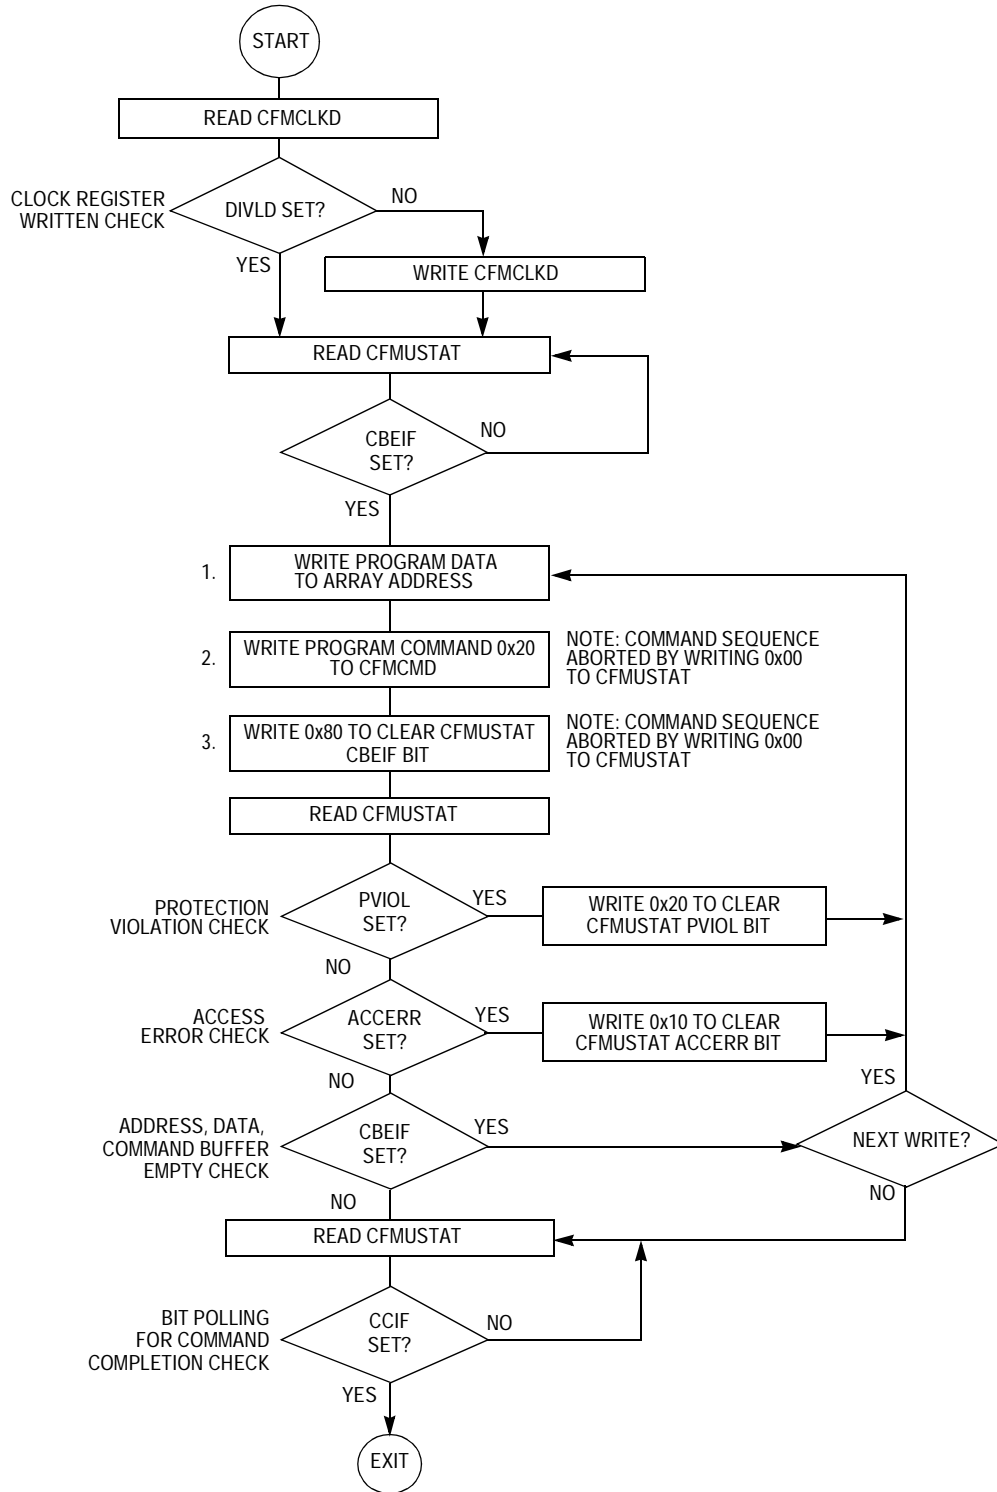 START
READ CFMCLKD
CLOCK REGISTER
WRITTEN CHECK
DIVLD SET?
NO
YES
WRITE CFMCLKD
READ CFMUSTAT
CBEIF
SET?
NO
YES
1.
WRITE PROGRAM DATA
TO ARRAY ADDRESS
2.
WRITE PROGRAM COMMAND 0x20
TO CFMCMD
NOTE: COMMAND SEQUENCE
ABORTED BY WRITING 0x00
TO CFMUSTAT
3.
WRITE 0x80 TO CLEAR CFMUSTAT
CBEIF BIT
NOTE: COMMAND SEQUENCE
ABORTED BY WRITING 0x00
TO CFMUSTAT
READ CFMUSTAT
PROTECTION
VIOLATION CHECK
PVIOL
SET?
YES
WRITE 0x20 TO CLEAR
CFMUSTAT PVIOL BIT
NO
ACCESS
ERROR CHECK
ACCERR
SET?
YES
WRITE 0x10 TO CLEAR
CFMUSTAT ACCERR BIT
NO
YES
ADDRESS, DATA,
COMMAND BUFFER
EMPTY CHECK
CBEIF
SET?
YES
NEXT WRITE?
NO
NO
READ CFMUSTAT
BIT POLLING
FOR COMMAND
COMPLETION CHECK
CCIF
SET?
NO
YES
EXIT